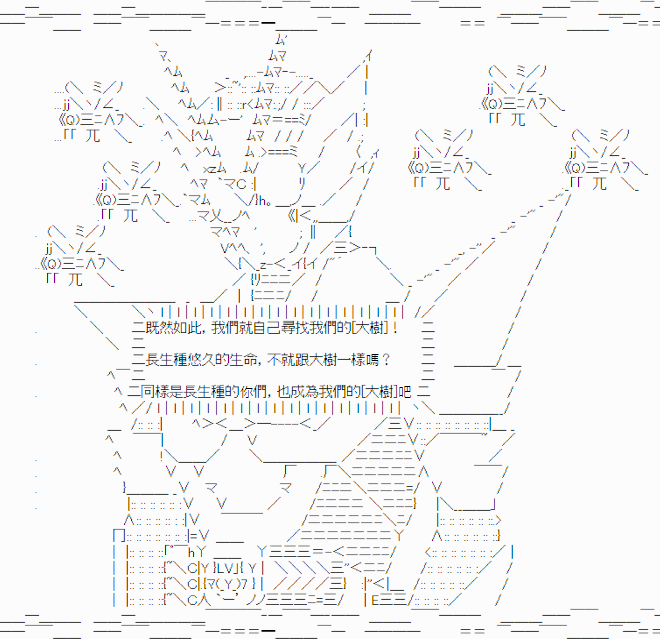 既然如此, 我們就自己尋找我們的[大樹]！
長生種悠久的生命, 不就跟大樹一樣嗎？
同樣是長生種的你們, 也成為我們的[大樹]吧